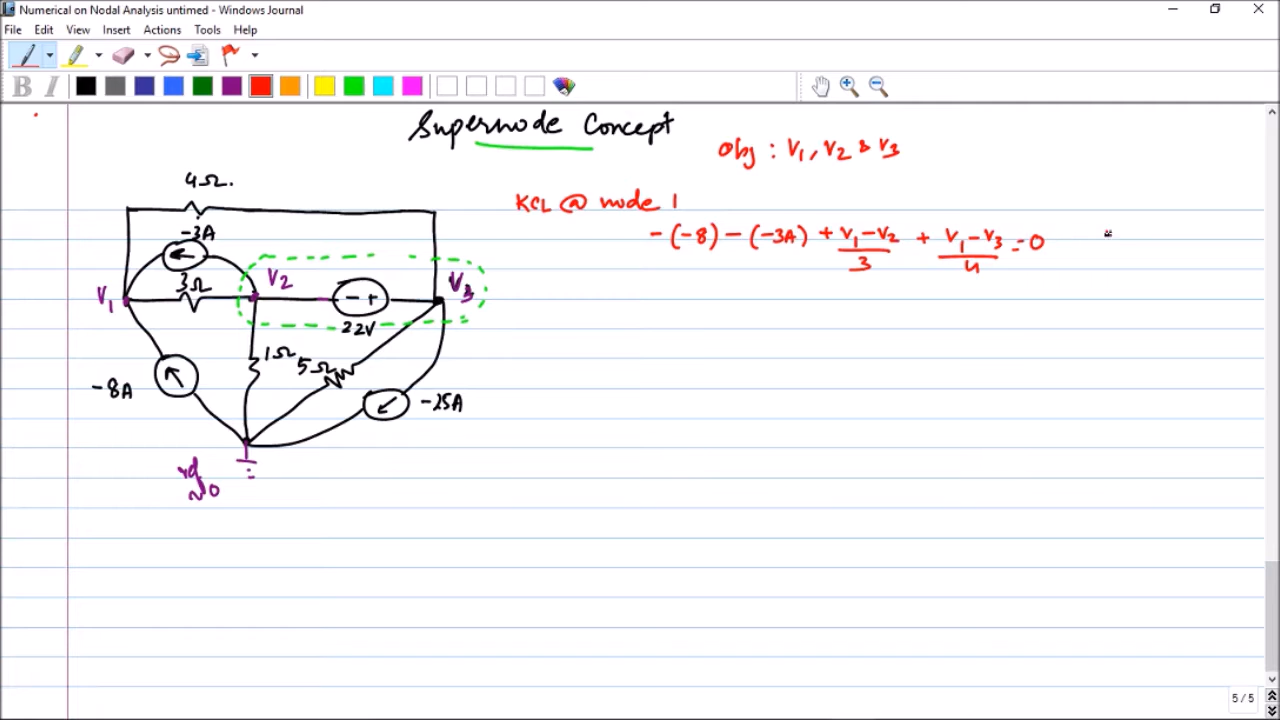 Numerical on Nodal Analysis untimed - Windows Journal
File Edit View Insert Actions Tools Help
B I
Supernode Concept
Obj : V1, V2 & V3
4Ω.
KCL @ node 1
-(-8) - (-3A) + V1-V2/3 + V1-V3/4 = 0
-3A
3Ω
V1
V2
- +
V3
22V
1Ω
5Ω
-8A
-25A
5 / 5